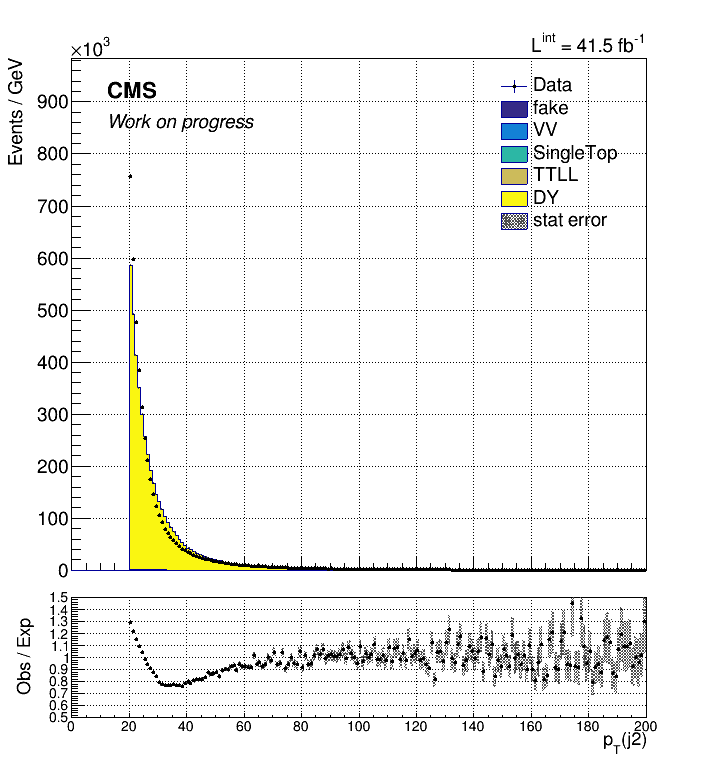 ×10³
L^int = 41.5 fb^-1
Events / GeV
900
800
700
600
500
400
300
200
100
0
CMS
Work on progress
Data
fake
VV
SingleTop
TTLL
DY
stat error
Obs / Exp
1.5
1.4
1.3
1.2
1.1
1
0.9
0.8
0.7
0.6
0.5
0 20 40 60 80 100 120 140 160 180 200
p_T(j2)